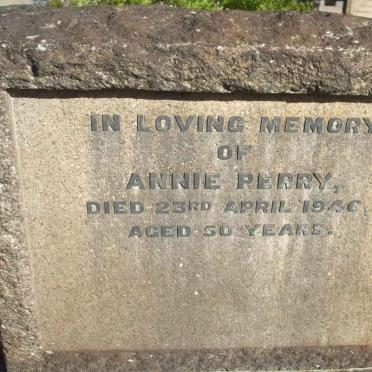 IN LOVING MEMORY
OF
ANNIE PERRY,
DIED 23RD APRIL 1946,
AGED 50 YEARS.